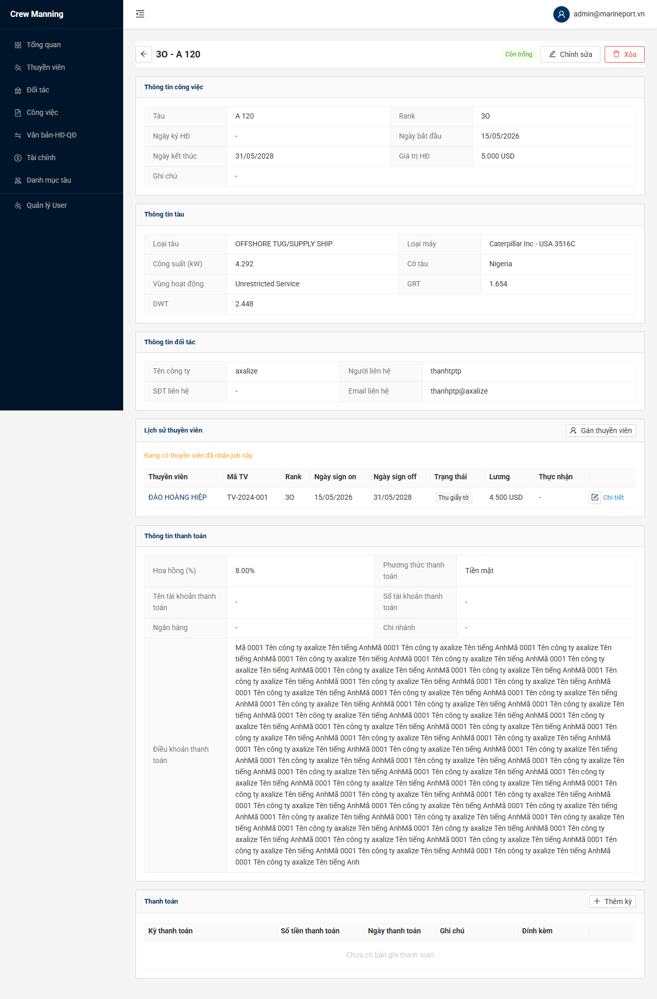 Crew Manning
admin@marineport.vn
Tổng quan
Thuyền viên
Đối tác
Công việc
Văn bản-HĐ-QĐ
Tài chính
Danh mục tàu
Quản lý User
3O - A 120
Còn trống
Chỉnh sửa
Xóa
Thông tin công việc
Tàu A 120 Rank 3O
Ngày ký HĐ - Ngày bắt đầu 15/05/2026
Ngày kết thúc 31/05/2028 Giá trị HĐ 5.000 USD
Ghi chú -
Thông tin tàu
Loại tàu OFFSHORE TUG/SUPPLY SHIP Loại máy Caterpillar Inc - USA 3516C
Công suất (kW) 4.292 Cờ tàu Nigeria
Vùng hoạt động Unrestricted Service GRT 1.654
DWT 2.448
Thông tin đối tác
Tên công ty axalize Người liên hệ thanhtptp
SĐT liên hệ - Email liên hệ thanhptp@axalize
Lịch sử thuyền viên
Gán thuyền viên
Đang có thuyền viên đã nhận job này
Thuyền viên Mã TV Rank Ngày sign on Ngày sign off Trạng thái Lương Thực nhận
ĐÀO HOÀNG HIỆP TV-2024-001 3O 15/05/2026 31/05/2028 Thu giấy tờ 4.500 USD - Chi tiết
Thông tin thanh toán
Hoa hồng (%) 8.00% Phương thức thanh toán Tiền mặt
Tên tài khoản thanh toán - Số tài khoản thanh toán -
Ngân hàng - Chi nhánh -
Điều khoản thanh toán
Mã 0001 Tên công ty axalize Tên tiếng AnhMã 0001 Tên công ty axalize Tên tiếng AnhMã 0001 Tên công ty axalize Tên
tiếng AnhMã 0001 Tên công ty axalize Tên tiếng AnhMã 0001 Tên công ty axalize Tên tiếng AnhMã 0001 Tên công ty
axalize Tên tiếng AnhMã 0001 Tên công ty axalize Tên tiếng AnhMã 0001 Tên công ty axalize Tên tiếng AnhMã 0001 Tên
công ty axalize Tên tiếng AnhMã 0001 Tên công ty axalize Tên tiếng AnhMã 0001 Tên công ty axalize Tên tiếng AnhMã
0001 Tên công ty axalize Tên tiếng AnhMã 0001 Tên công ty axalize Tên tiếng AnhMã 0001 Tên công ty axalize Tên tiếng
AnhMã 0001 Tên công ty axalize Tên tiếng AnhMã 0001 Tên công ty axalize Tên tiếng AnhMã 0001 Tên công ty axalize Tên
tiếng AnhMã 0001 Tên công ty axalize Tên tiếng AnhMã 0001 Tên công ty axalize Tên tiếng AnhMã 0001 Tên công ty
axalize Tên tiếng AnhMã 0001 Tên công ty axalize Tên tiếng AnhMã 0001 Tên công ty axalize Tên tiếng AnhMã 0001 Tên
công ty axalize Tên tiếng AnhMã 0001 Tên công ty axalize Tên tiếng AnhMã 0001 Tên công ty axalize Tên tiếng AnhMã
0001 Tên công ty axalize Tên tiếng AnhMã 0001 Tên công ty axalize Tên tiếng AnhMã 0001 Tên công ty axalize Tên tiếng
AnhMã 0001 Tên công ty axalize Tên tiếng AnhMã 0001 Tên công ty axalize Tên tiếng AnhMã 0001 Tên công ty axalize Tên
tiếng AnhMã 0001 Tên công ty axalize Tên tiếng AnhMã 0001 Tên công ty axalize Tên tiếng AnhMã 0001 Tên công ty
axalize Tên tiếng AnhMã 0001 Tên công ty axalize Tên tiếng AnhMã 0001 Tên công ty axalize Tên tiếng AnhMã 0001 Tên
công ty axalize Tên tiếng AnhMã 0001 Tên công ty axalize Tên tiếng AnhMã 0001 Tên công ty axalize Tên tiếng AnhMã
0001 Tên công ty axalize Tên tiếng AnhMã 0001 Tên công ty axalize Tên tiếng AnhMã 0001 Tên công ty axalize Tên tiếng
AnhMã 0001 Tên công ty axalize Tên tiếng AnhMã 0001 Tên công ty axalize Tên tiếng AnhMã 0001 Tên công ty axalize Tên
tiếng AnhMã 0001 Tên công ty axalize Tên tiếng AnhMã 0001 Tên công ty axalize Tên tiếng AnhMã 0001 Tên công ty
axalize Tên tiếng AnhMã 0001 Tên công ty axalize Tên tiếng AnhMã 0001 Tên công ty axalize Tên tiếng AnhMã 0001 Tên
công ty axalize Tên tiếng AnhMã 0001 Tên công ty axalize Tên tiếng AnhMã 0001 Tên công ty axalize Tên tiếng AnhMã
0001 Tên công ty axalize Tên tiếng Anh
Thanh toán
Thêm kỳ
Kỳ thanh toán Số tiền thanh toán Ngày thanh toán Ghi chú Đính kèm
Chưa có bản ghi thanh toán